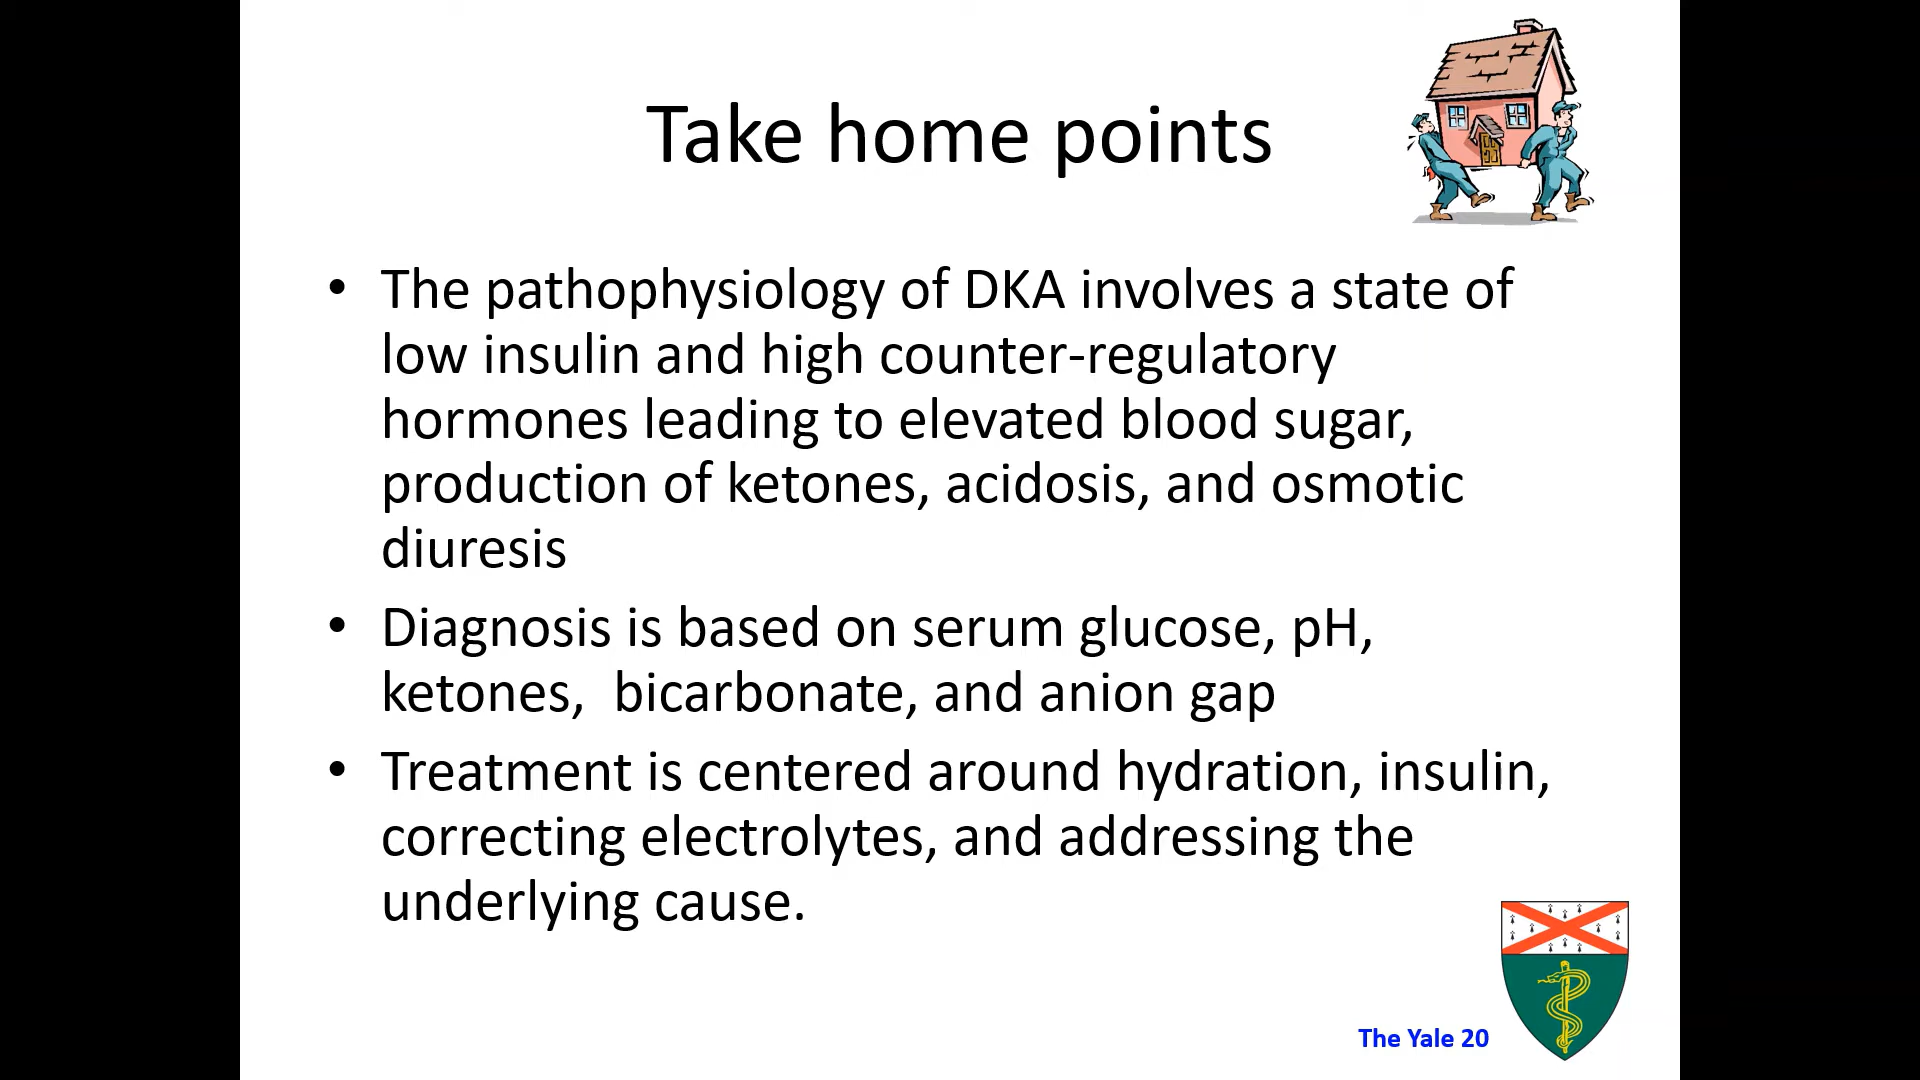 Take home points
• The pathophysiology of DKA involves a state of
low insulin and high counter-regulatory
hormones leading to elevated blood sugar,
production of ketones, acidosis, and osmotic
diuresis
• Diagnosis is based on serum glucose, pH,
ketones,  bicarbonate, and anion gap
• Treatment is centered around hydration, insulin,
correcting electrolytes, and addressing the
underlying cause.
The Yale 20